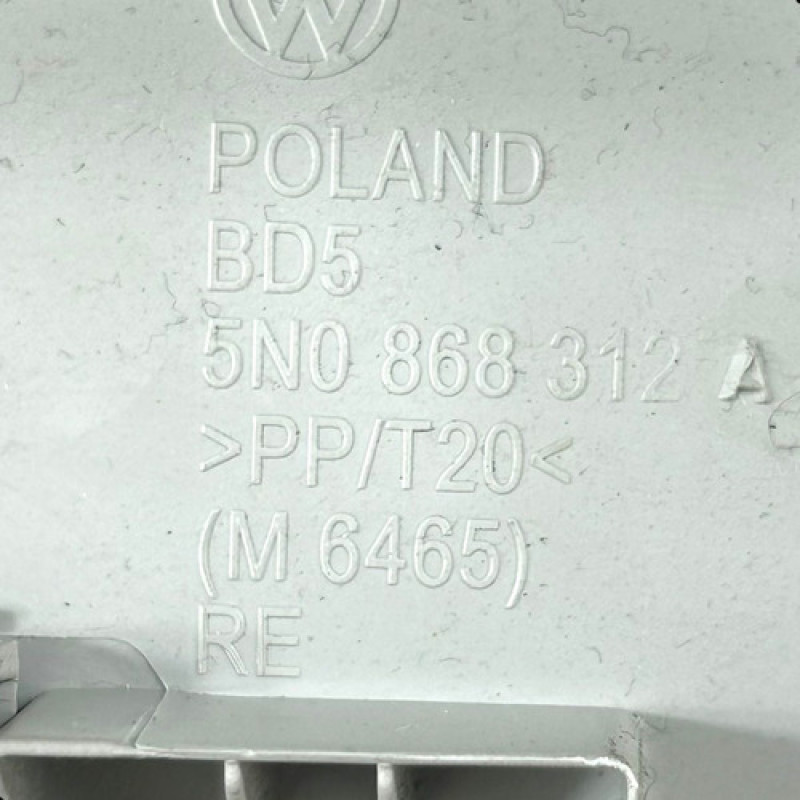 POLAND
BD5
5N0 868 312 A
>PP/T20<
(M 6465)
RE